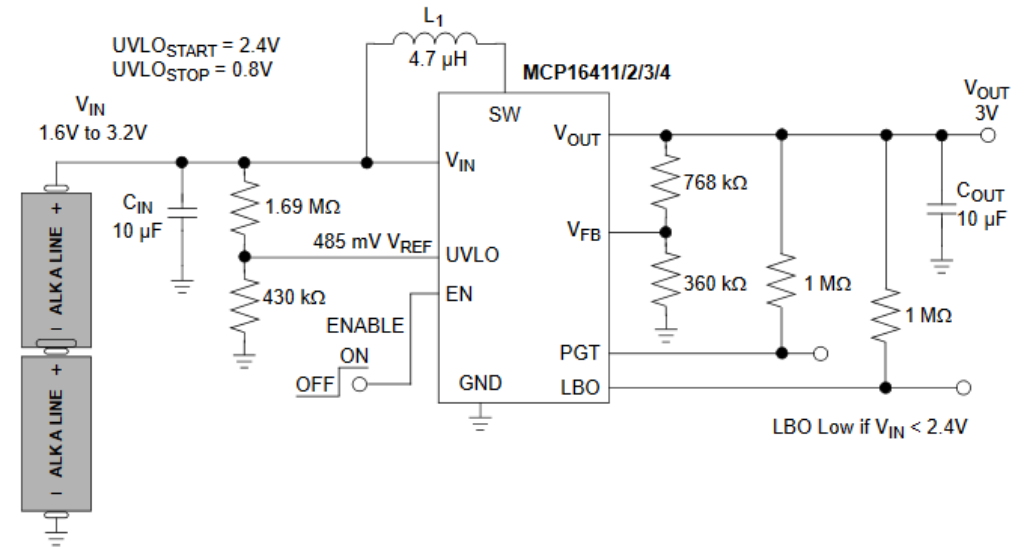 L1
4.7 µH
UVLOSTART = 2.4V
UVLOSTOP = 0.8V
MCP16411/2/3/4
VIN
1.6V to 3.2V
SW
VOUT
3V
VOUT
VIN
CIN
10 µF
1.69 MΩ
768 kΩ
COUT
10 µF
485 mV VREF
UVLO
VFB
430 kΩ
EN
360 kΩ
1 MΩ
1 MΩ
ENABLE
ON
OFF
PGT
GND
LBO
LBO Low if VIN < 2.4V
+
ALKALINE
–
+
ALKALINE
–